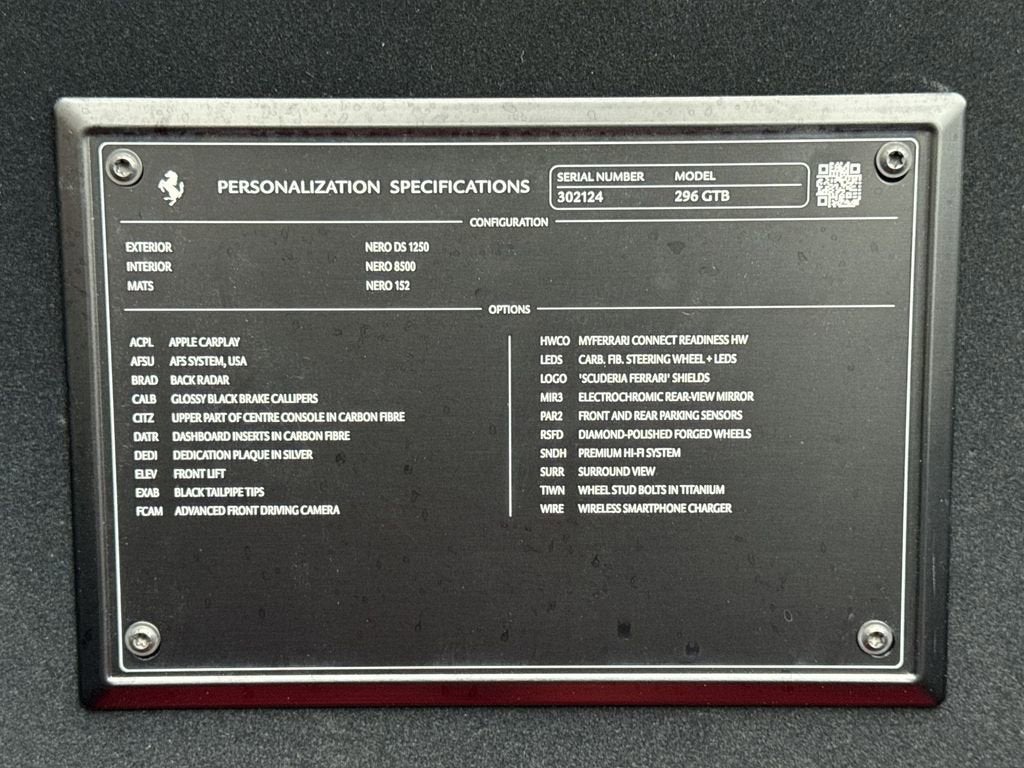 PERSONALIZATION SPECIFICATIONS
SERIAL NUMBER MODEL
302124 296 GTB
CONFIGURATION
EXTERIOR NERO DS 1250
INTERIOR NERO 8500
MATS NERO 152
OPTIONS
ACPL APPLE CARPLAY
AFSU AFS SYSTEM, USA
BRAD BACK RADAR
CALB GLOSSY BLACK BRAKE CALLIPERS
CITZ UPPER PART OF CENTRE CONSOLE IN CARBON FIBRE
DATR DASHBOARD INSERTS IN CARBON FIBRE
DEDI DEDICATION PLAQUE IN SILVER
ELEV FRONT LIFT
EXAB BLACK TAILPIPE TIPS
FCAM ADVANCED FRONT DRIVING CAMERA
HWCO MYFERRARI CONNECT READINESS HW
LEDS CARB. FIB. STEERING WHEEL + LEDS
LOGO 'SCUDERIA FERRARI' SHIELDS
MIR3 ELECTROCHROMIC REAR-VIEW MIRROR
PAR2 FRONT AND REAR PARKING SENSORS
RSFD DIAMOND-POLISHED FORGED WHEELS
SNDH PREMIUM HI-FI SYSTEM
SURR SURROUND VIEW
TIWN WHEEL STUD BOLTS IN TITANIUM
WIRE WIRELESS SMARTPHONE CHARGER